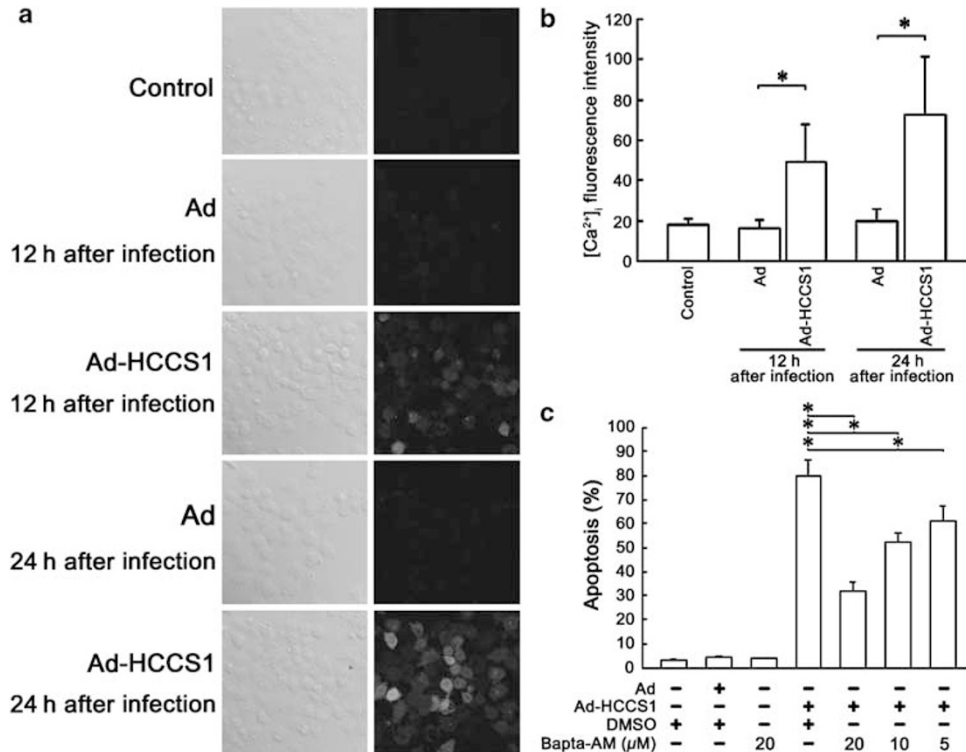 a
Control
Ad
12 h after infection
Ad-HCCS1
12 h after infection
Ad
24 h after infection
Ad-HCCS1
24 h after infection
b
[Ca²⁺]ᵢ fluorescence intensity
120
100
80
60
40
20
0
* *
Control
Ad
Ad-HCCS1
Ad
Ad-HCCS1
12 h
after infection
24 h
after infection
c
Apoptosis (%)
100
90
80
70
60
50
40
30
20
10
0
*
* *
* *
Ad − + − − − − −
Ad-HCCS1 − − − + + + +
DMSO + + − + − − −
Bapta-AM (µM) − − 20 − 20 10 5